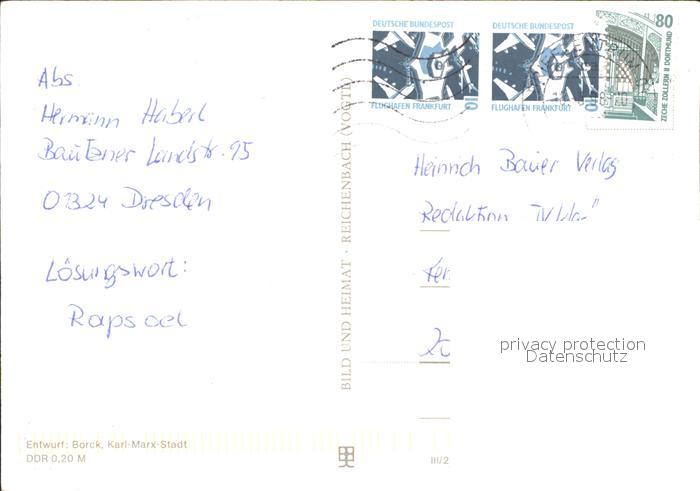 DEUTSCHE BUNDESPOST
10
FLUGHAFEN FRANKFURT
DEUTSCHE BUNDESPOST
10
FLUGHAFEN FRANKFURT
80
ZECHE ZOLLERN II DORTMUND
Abs.
Hermann Haberl
Bautzner Landstr. 95
01324 Dresden
Lösungswort:
Rapsoel
BILD UND HEIMAT · REICHENBACH (VOGTL)
Heinrich Bauer Verlag
Redaktion "TV klar"
privacy protection
Datenschutz
Entwurf: Borck, Karl-Marx-Stadt
DDR 0,20 M
III/2